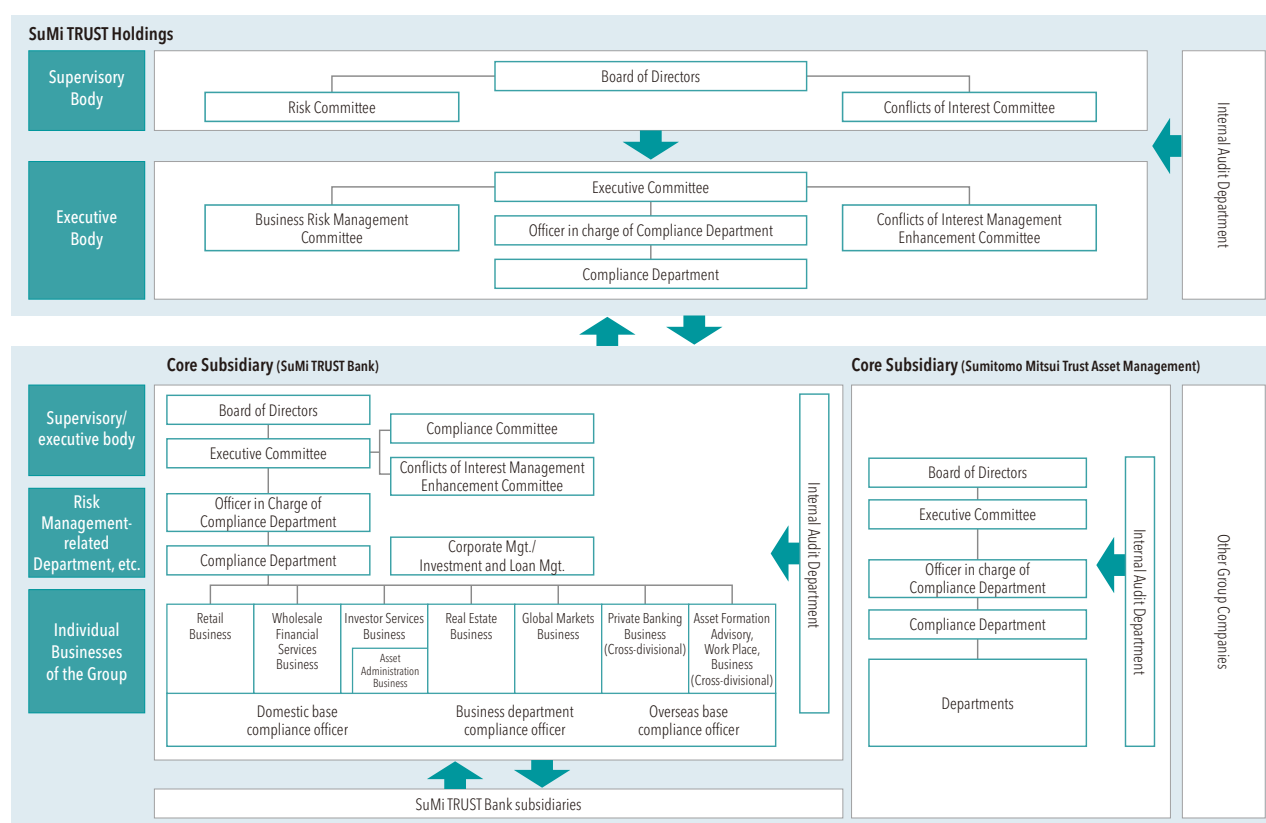 SuMi TRUST Holdings
Supervisory
Body
Board of Directors
Risk Committee
Conflicts of Interest Committee
Internal Audit Department
Executive
Body
Executive Committee
Business Risk Management
Committee
Officer in charge of Compliance Department
Conflicts of Interest Management
Enhancement Committee
Compliance Department
Core Subsidiary (SuMi TRUST Bank)
Supervisory/
executive body
Board of Directors
Executive Committee
Compliance Committee
Conflicts of Interest Management
Enhancement Committee
Risk
Management-
related
Department, etc.
Officer in Charge of
Compliance Department
Compliance Department
Corporate Mgt./
Investment and Loan Mgt.
Individual
Businesses
of the Group
Retail
Business
Wholesale
Financial
Services
Business
Investor Services
Business
Asset
Administration
Business
Real Estate
Business
Global Markets
Business
Private Banking
Business
(Cross-divisional)
Asset Formation
Advisory,
Work Place,
Business
(Cross-divisional)
Domestic base
compliance officer
Business department
compliance officer
Overseas base
compliance officer
Internal Audit Department
SuMi TRUST Bank subsidiaries
Core Subsidiary (Sumitomo Mitsui Trust Asset Management)
Board of Directors
Executive Committee
Officer in charge of
Compliance Department
Compliance Department
Departments
Internal Audit Department
Other Group Companies